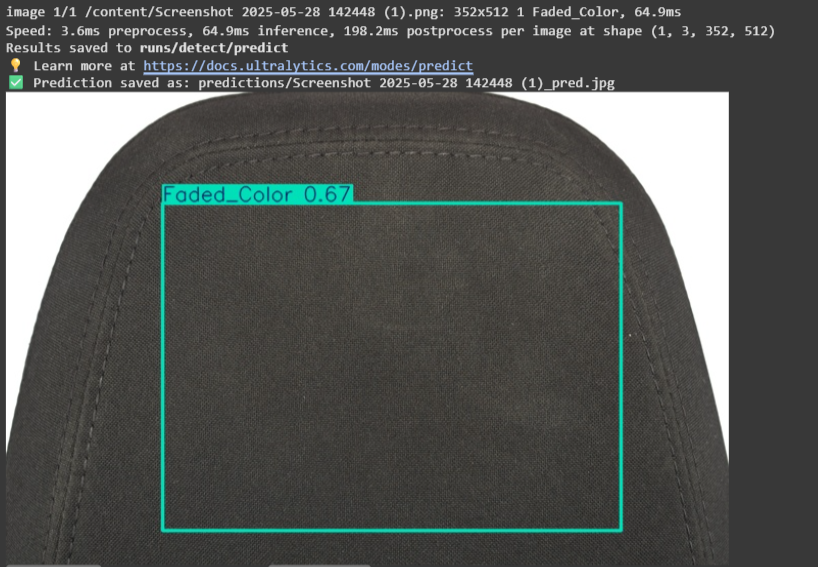 image 1/1 /content/Screenshot 2025-05-28 142448 (1).png: 352x512 1 Faded_Color, 64.9ms
Speed: 3.6ms preprocess, 64.9ms inference, 198.2ms postprocess per image at shape (1, 3, 352, 512)
Results saved to runs/detect/predict
💡 Learn more at https://docs.ultralytics.com/modes/predict
✅ Prediction saved as: predictions/Screenshot 2025-05-28 142448 (1)_pred.jpg
Faded_Color 0.67